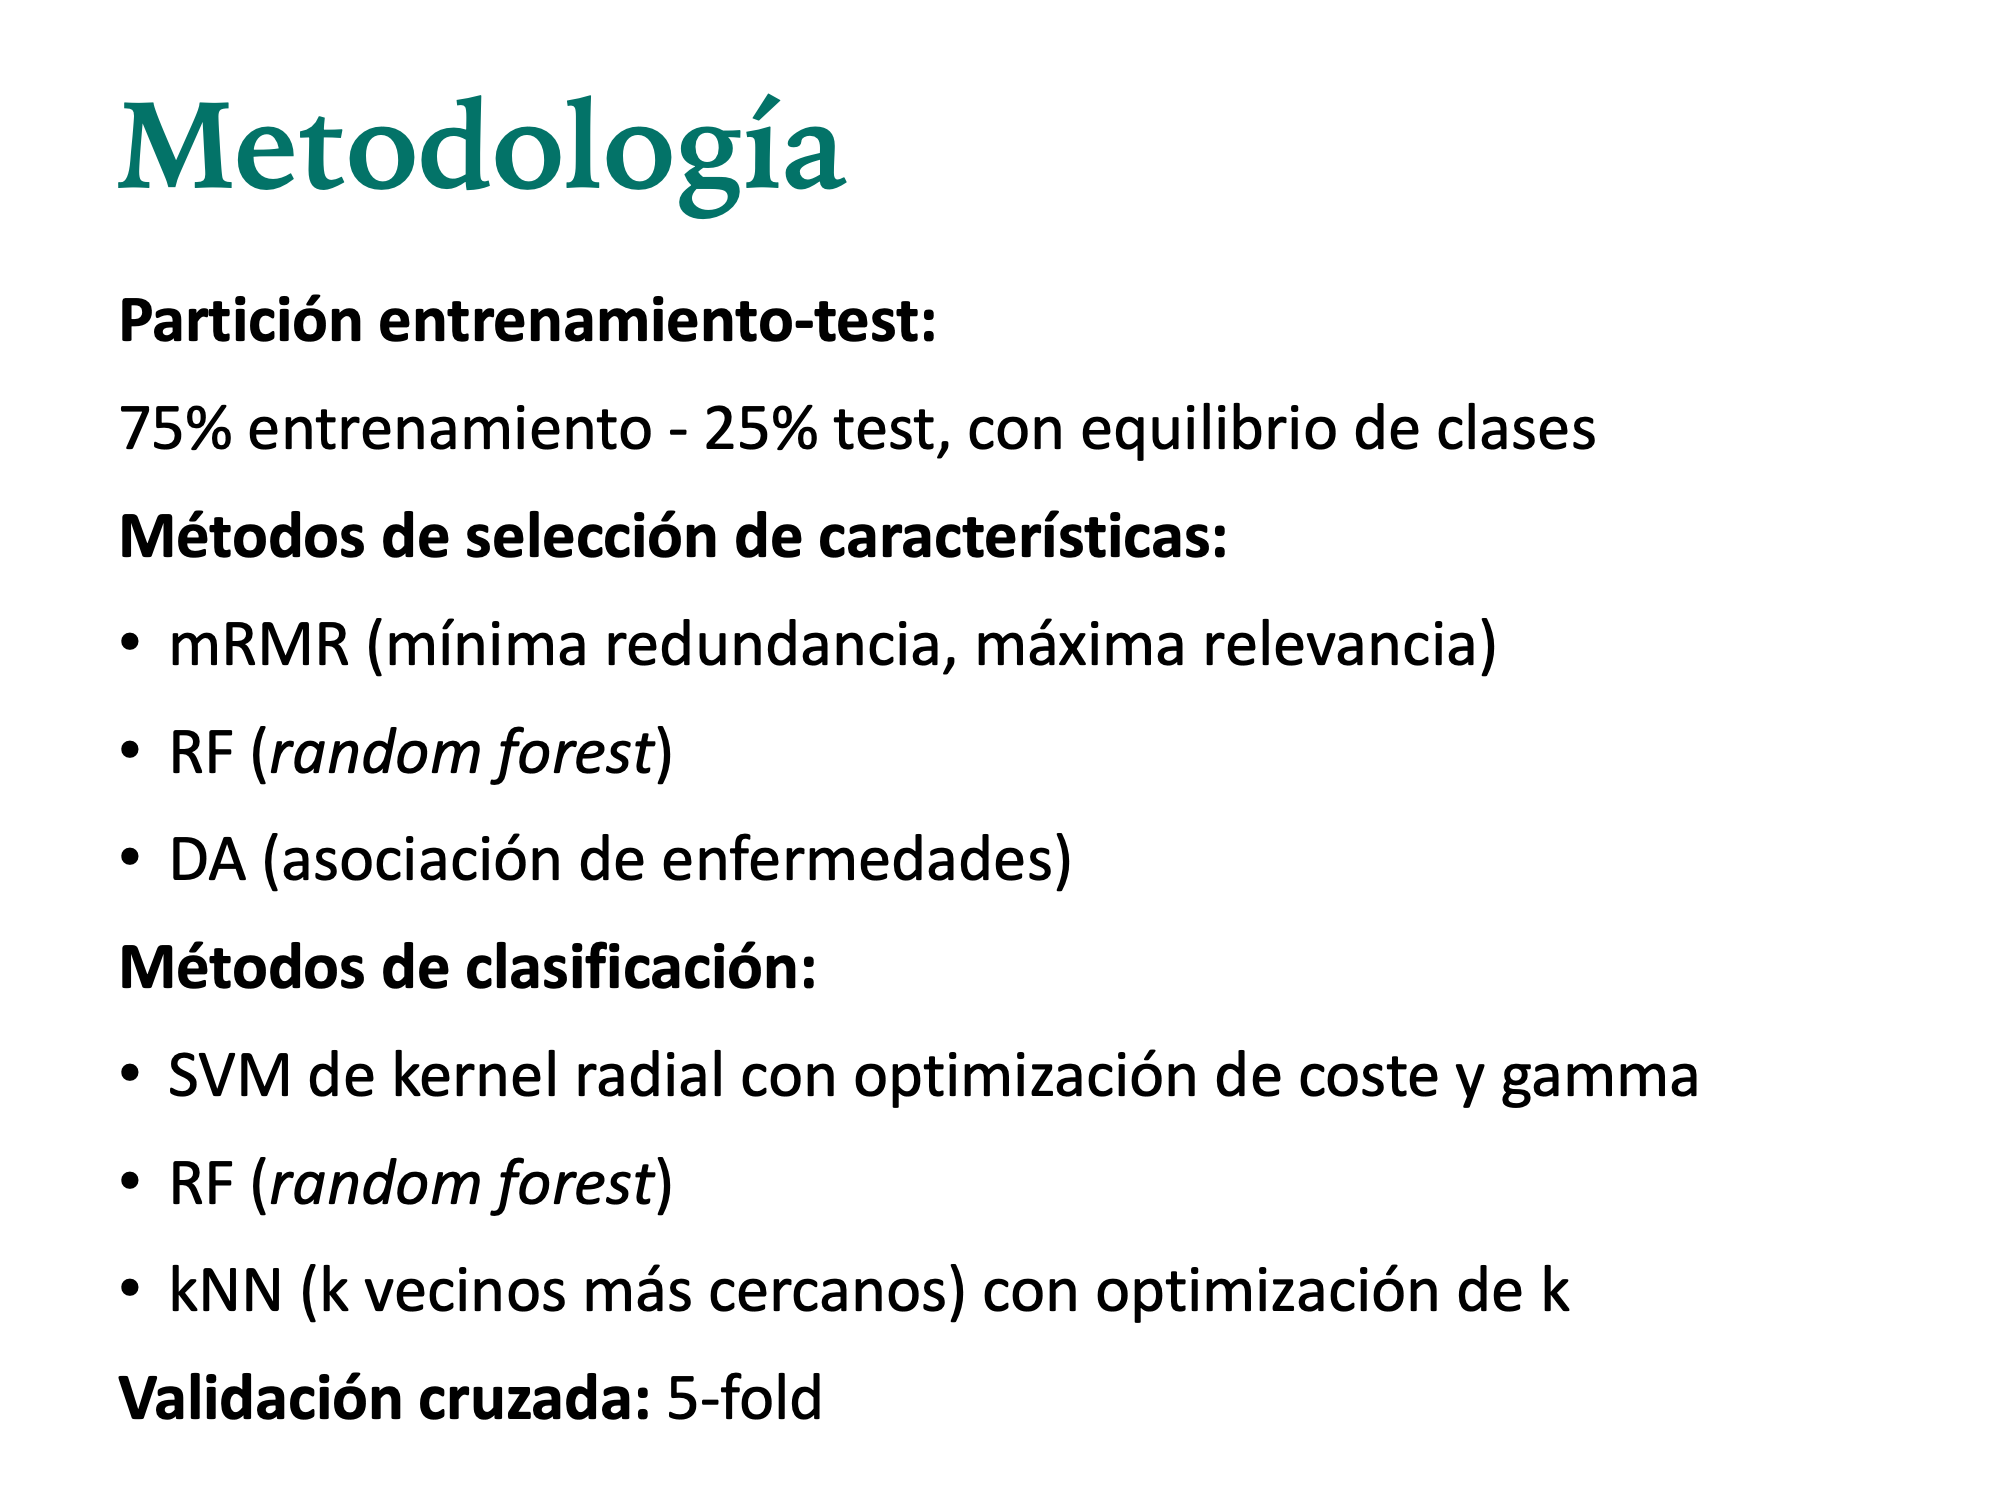 Metodología
Partición entrenamiento-test:
75% entrenamiento - 25% test, con equilibrio de clases
Métodos de selección de características:
• mRMR (mínima redundancia, máxima relevancia)
• RF (random forest)
• DA (asociación de enfermedades)
Métodos de clasificación:
• SVM de kernel radial con optimización de coste y gamma
• RF (random forest)
• kNN (k vecinos más cercanos) con optimización de k
Validación cruzada: 5-fold